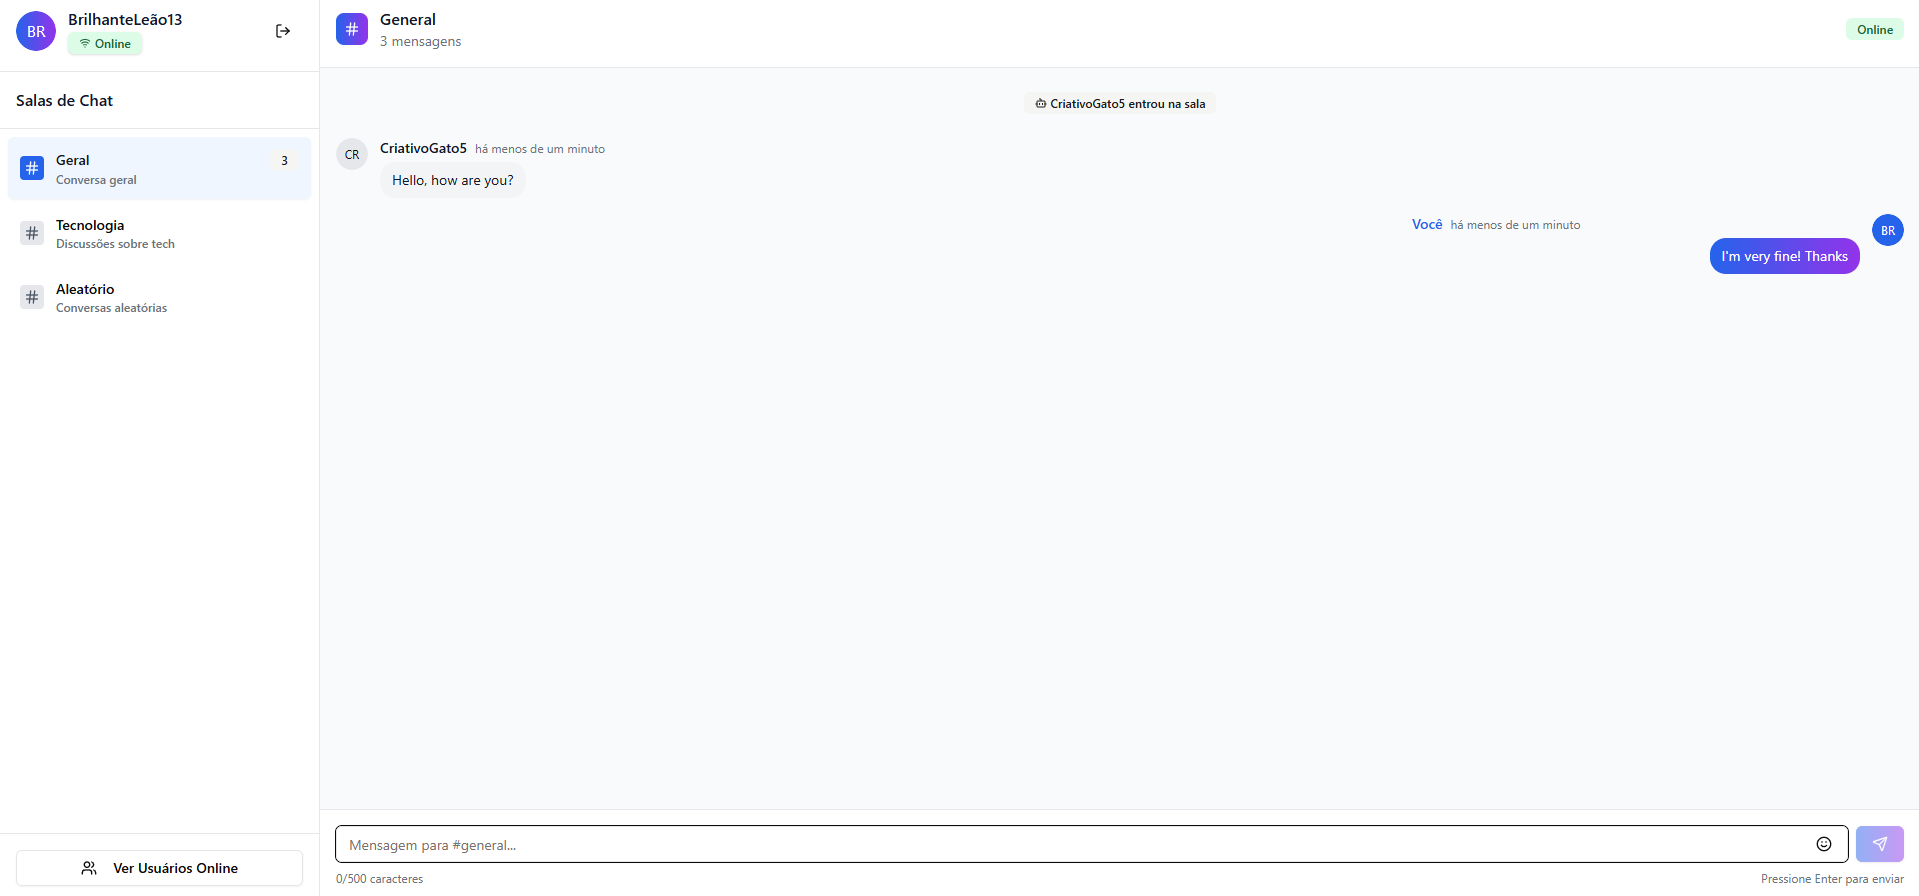 BR
BrilhanteLeão13
Online
Salas de Chat
Geral
3
Conversa geral
Tecnologia
Discussões sobre tech
Aleatório
Conversas aleatórias
Ver Usuários Online
General
3 mensagens
Online
CriativoGato5 entrou na sala
CR
CriativoGato5 há menos de um minuto
Hello, how are you?
Você há menos de um minuto
BR
I'm very fine! Thanks
Mensagem para #general...
0/500 caracteres
Pressione Enter para enviar